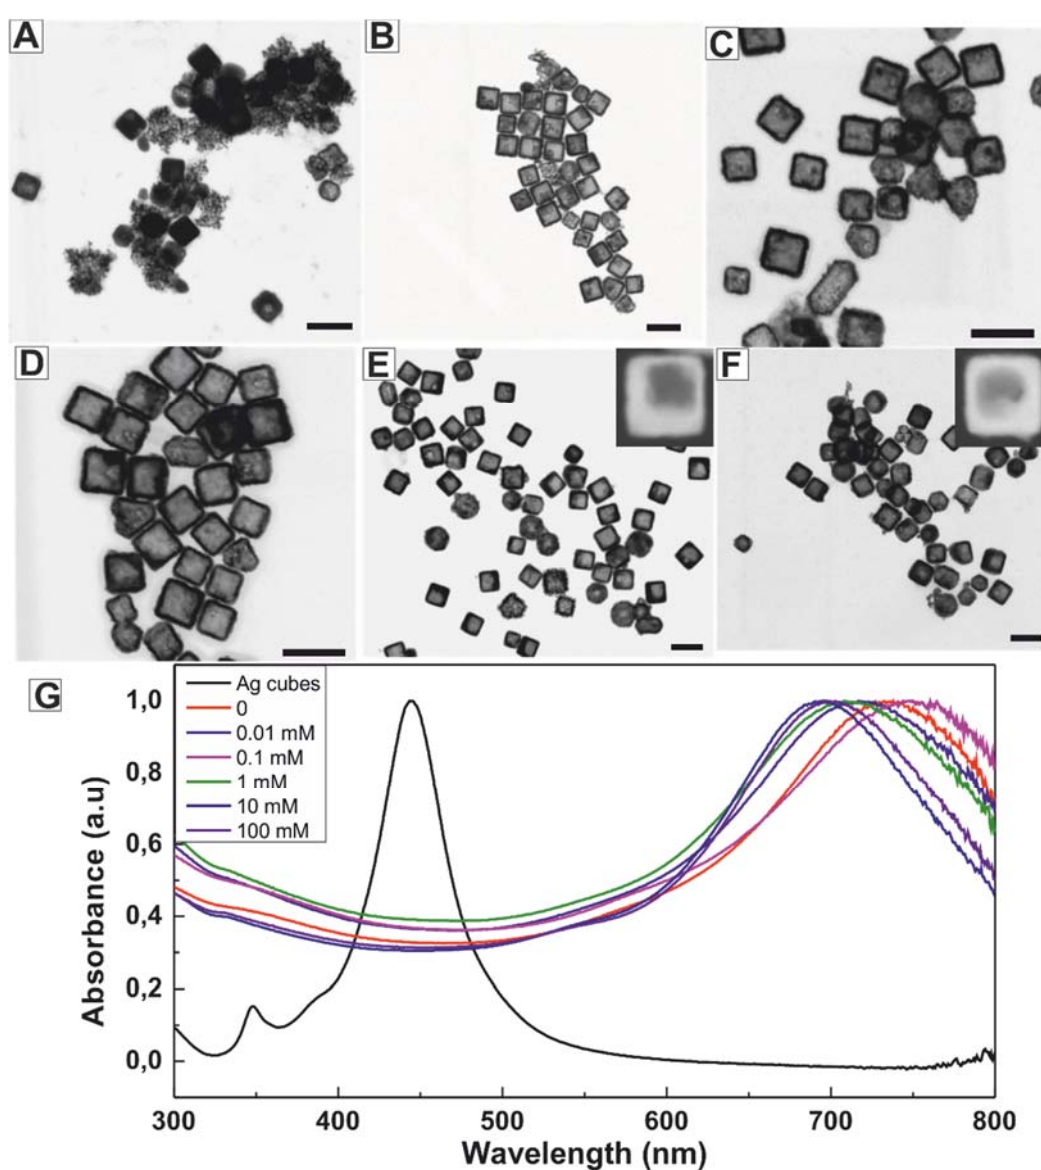 A
B
C
D
E
F
G
Ag cubes
0
0.01 mM
0.1 mM
1 mM
10 mM
100 mM
1,0
0,8
0,6
0,4
0,2
0,0
Absorbance (a.u)
300 400 500 600 700 800
Wavelength (nm)